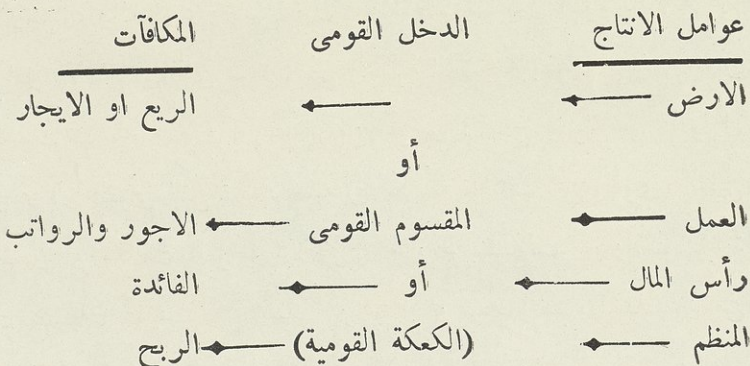 عوامل الانتاج الدخل القومى المكافآت
الارض الريع او الايجار
أو
العمل المقسوم القومى الاجور والرواتب
رأس المال أو الفائدة
المنظم (الكعكة القومية) الربح